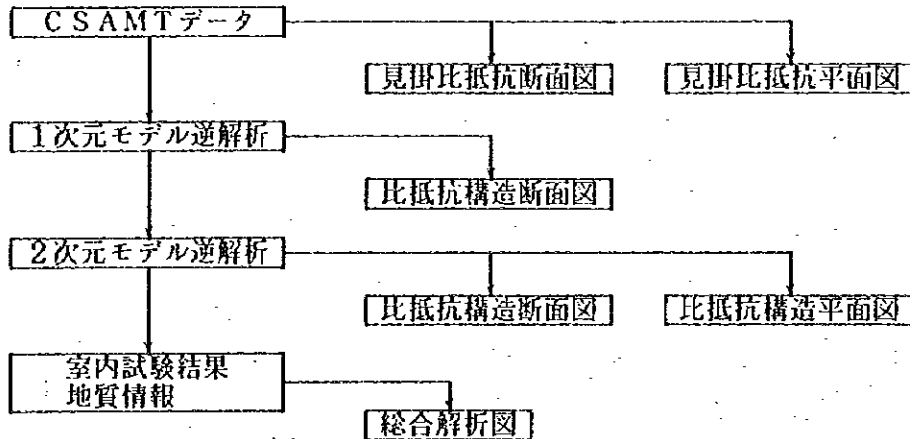 CSAMTデータ
見掛比抵抗断面図
見掛比抵抗平面図
1次元モデル逆解析
比抵抗構造断面図
2次元モデル逆解析
比抵抗構造断面図
比抵抗構造平面図
室内試験結果
地質情報
総合解析図